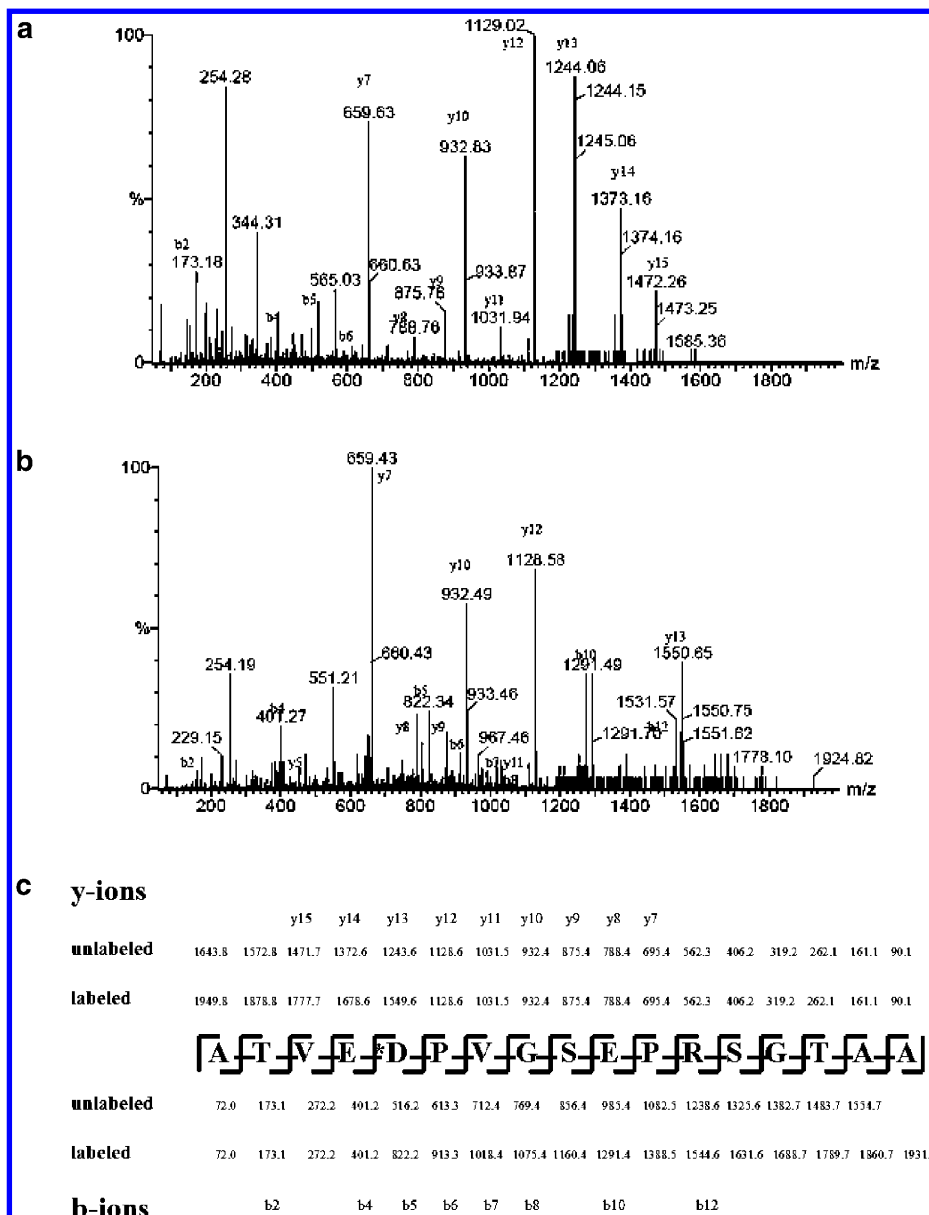 a
100
1129.02
y12
y13
1244.06
1244.15
1245.06
254.28
y7
659.63
y10
932.83
y14
1373.16
1374.16
%
344.31
b2
173.18
565.03
660.63
933.87
y9
875.76
y15
1472.26
1473.25
b5
b4
b6
y8
788.76
y11
1031.94
1585.36
0
200 400 600 800 1000 1200 1400 1600 1800
m/z
b
100
659.43
y7
y12
1128.58
y10
932.49
%
y13
1550.65
660.43
254.19
551.21
b10
1291.49
b5
822.34
933.46
1531.57
1550.75
b4
401.27
b12
1551.62
y8
y9
229.15
b6
967.46
1778.10
1924.82
b2
b7
y11
0
200 400 600 800 1000 1200 1400 1600 1800
m/z
c
y-ions
y15 y14 y13 y12 y11 y10 y9 y8 y7
unlabeled 1643.8 1572.8 1471.7 1372.6 1243.6 1128.6 1031.5 932.4 875.4 788.4 695.4 562.3 406.2 319.2 262.1 161.1 90.1
labeled 1949.8 1878.8 1777.7 1678.6 1549.6 1128.6 1031.5 932.4 875.4 788.4 695.4 562.3 406.2 319.2 262.1 161.1 90.1
A T V E *D P V G S E P R S G T A A
unlabeled 72.0 173.1 272.2 401.2 516.2 613.3 712.4 769.4 856.4 985.4 1082.5 1238.6 1325.6 1382.7 1483.7 1554.7
labeled 72.0 173.1 272.2 401.2 822.2 913.3 1018.4 1075.4 1160.4 1291.4 1388.5 1544.6 1631.6 1688.7 1789.7 1860.7 1931.
b-ions
b2 b4 b5 b6 b7 b8 b10 b12